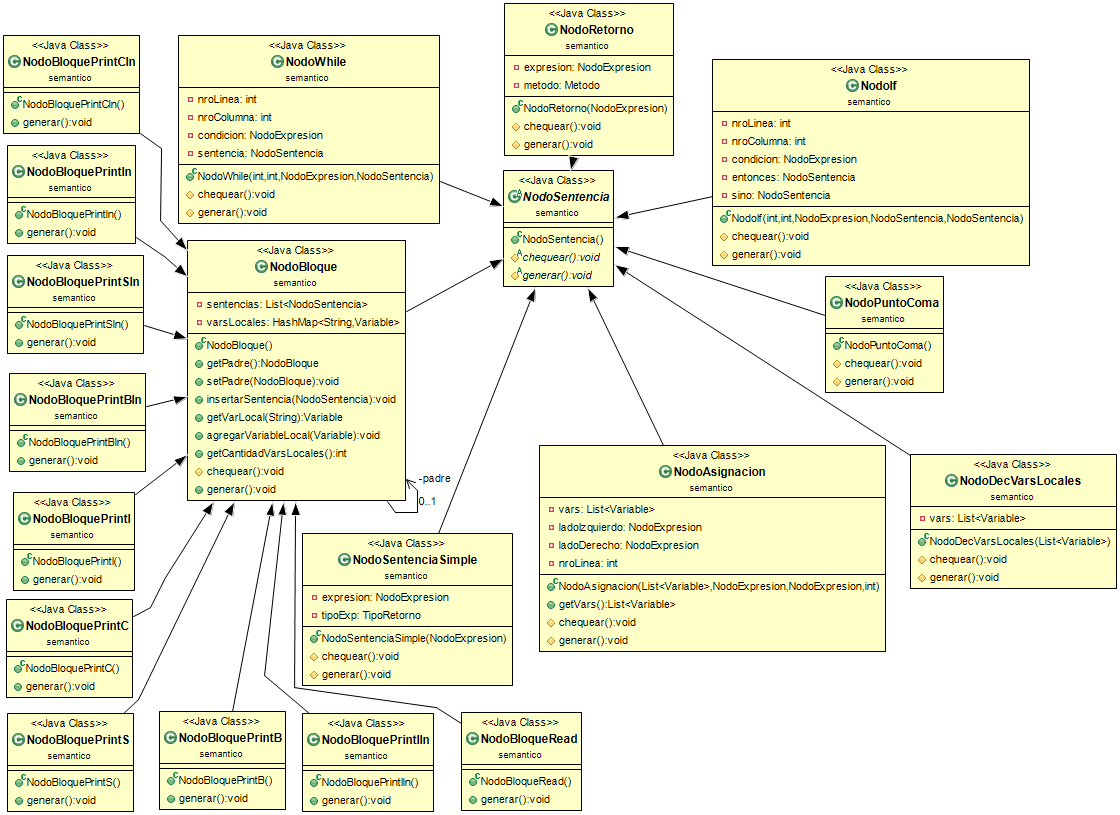 <<Java Class>>
NodoBloquePrintCln
semantico
NodoBloquePrintCln()
generar():void
<<Java Class>>
NodoWhile
semantico
nroLinea: int
nroColumna: int
condicion: NodoExpresion
sentencia: NodoSentencia
NodoWhile(int,int,NodoExpresion,NodoSentencia)
chequear():void
generar():void
<<Java Class>>
NodoRetorno
semantico
expresion: NodoExpresion
metodo: Metodo
NodoRetorno(NodoExpresion)
chequear():void
generar():void
<<Java Class>>
NodoIf
semantico
nroLinea: int
nroColumna: int
condicion: NodoExpresion
entonces: NodoSentencia
sino: NodoSentencia
NodoIf(int,int,NodoExpresion,NodoSentencia,NodoSentencia)
chequear():void
generar():void
<<Java Class>>
NodoBloquePrintln
semantico
NodoBloquePrintln()
generar():void
<<Java Class>>
NodoSentencia
semantico
NodoSentencia()
chequear():void
generar():void
<<Java Class>>
NodoBloque
semantico
sentencias: List<NodoSentencia>
varsLocales: HashMap<String,Variable>
NodoBloque()
getPadre():NodoBloque
setPadre(NodoBloque):void
insertarSentencia(NodoSentencia):void
getVarLocal(String):Variable
agregarVariableLocal(Variable):void
getCantidadVarsLocales():int
chequear():void
generar():void
-padre
0..1
<<Java Class>>
NodoBloquePrintSln
semantico
NodoBloquePrintSln()
generar():void
<<Java Class>>
NodoPuntoComa
semantico
NodoPuntoComa()
chequear():void
generar():void
<<Java Class>>
NodoBloquePrintBln
semantico
NodoBloquePrintBln()
generar():void
<<Java Class>>
NodoAsignacion
semantico
vars: List<Variable>
ladoIzquierdo: NodoExpresion
ladoDerecho: NodoExpresion
nroLinea: int
NodoAsignacion(List<Variable>,NodoExpresion,NodoExpresion,int)
getVars():List<Variable>
chequear():void
generar():void
<<Java Class>>
NodoDecVarsLocales
semantico
vars: List<Variable>
NodoDecVarsLocales(List<Variable>)
chequear():void
generar():void
<<Java Class>>
NodoBloquePrintI
semantico
NodoBloquePrintI()
generar():void
<<Java Class>>
NodoSentenciaSimple
semantico
expresion: NodoExpresion
tipoExp: TipoRetorno
NodoSentenciaSimple(NodoExpresion)
chequear():void
generar():void
<<Java Class>>
NodoBloquePrintC
semantico
NodoBloquePrintC()
generar():void
<<Java Class>>
NodoBloquePrintS
semantico
NodoBloquePrintS()
generar():void
<<Java Class>>
NodoBloquePrintB
semantico
NodoBloquePrintB()
generar():void
<<Java Class>>
NodoBloquePrintIln
semantico
NodoBloquePrintIln()
generar():void
<<Java Class>>
NodoBloqueRead
semantico
NodoBloqueRead()
generar():void